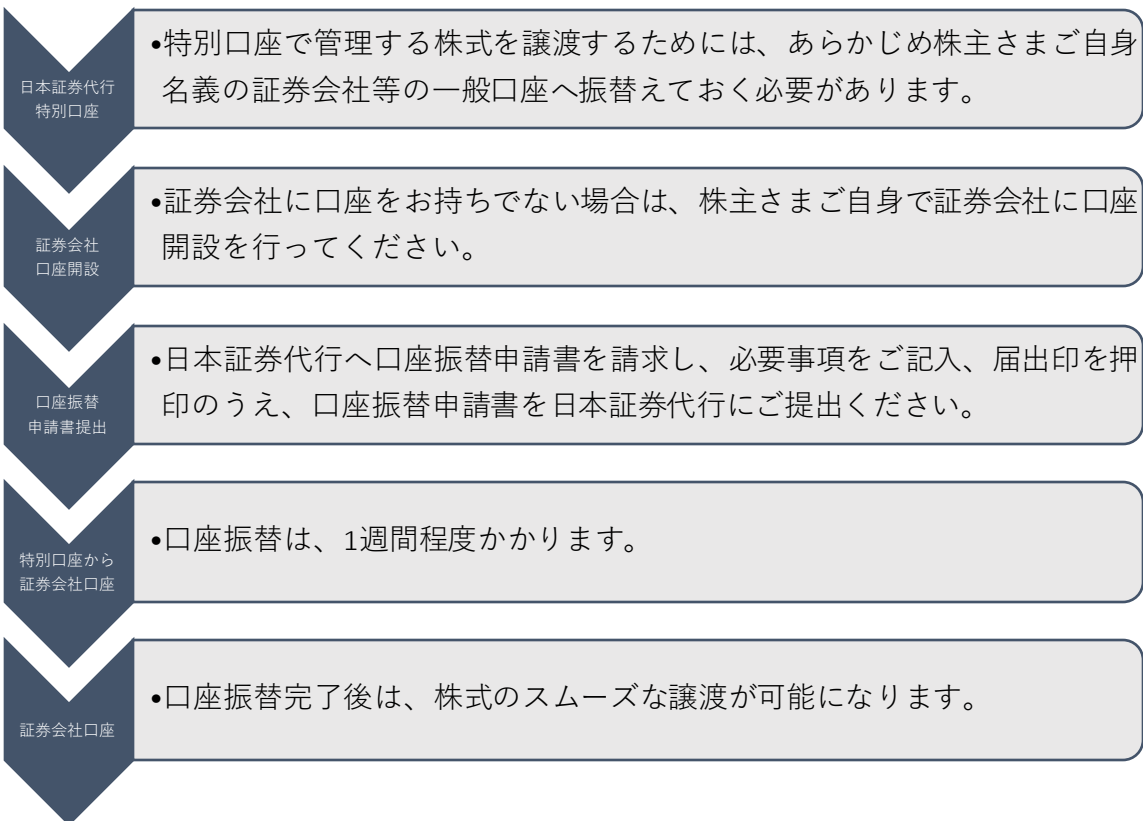 日本証券代行
特別口座
•特別口座で管理する株式を譲渡するためには、あらかじめ株主さまご自身
名義の証券会社等の一般口座へ振替えておく必要があります。
証券会社
口座開設
•証券会社に口座をお持ちでない場合は、株主さまご自身で証券会社に口座
開設を行ってください。
口座振替
申請書提出
•日本証券代行へ口座振替申請書を請求し、必要事項をご記入、届出印を押
印のうえ、口座振替申請書を日本証券代行にご提出ください。
特別口座から
証券会社口座
•口座振替は、1週間程度かかります。
証券会社口座
•口座振替完了後は、株式のスムーズな譲渡が可能になります。